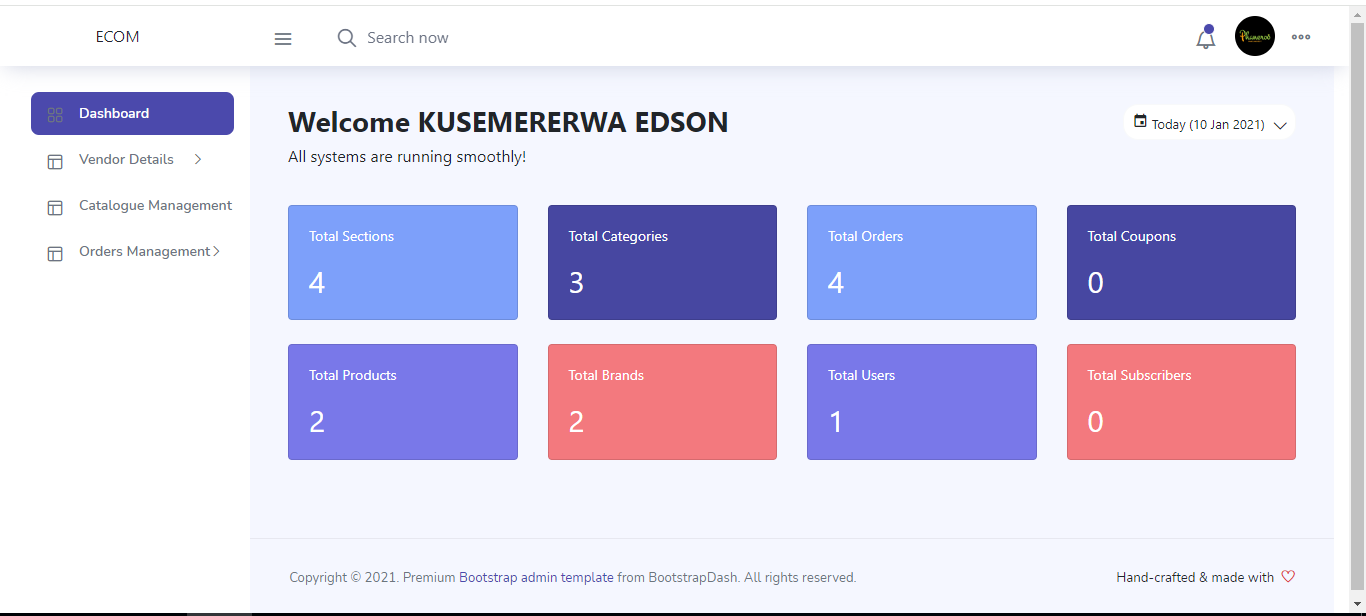 ECOM
Search now
Phaneroo
Dashboard
Vendor Details
Catalogue Management
Orders Management
Welcome KUSEMERERWA EDSON
Today (10 Jan 2021)
All systems are running smoothly!
Total Sections
4
Total Categories
3
Total Orders
4
Total Coupons
0
Total Products
2
Total Brands
2
Total Users
1
Total Subscribers
0
Copyright © 2021. Premium Bootstrap admin template from BootstrapDash. All rights reserved.
Hand-crafted & made with